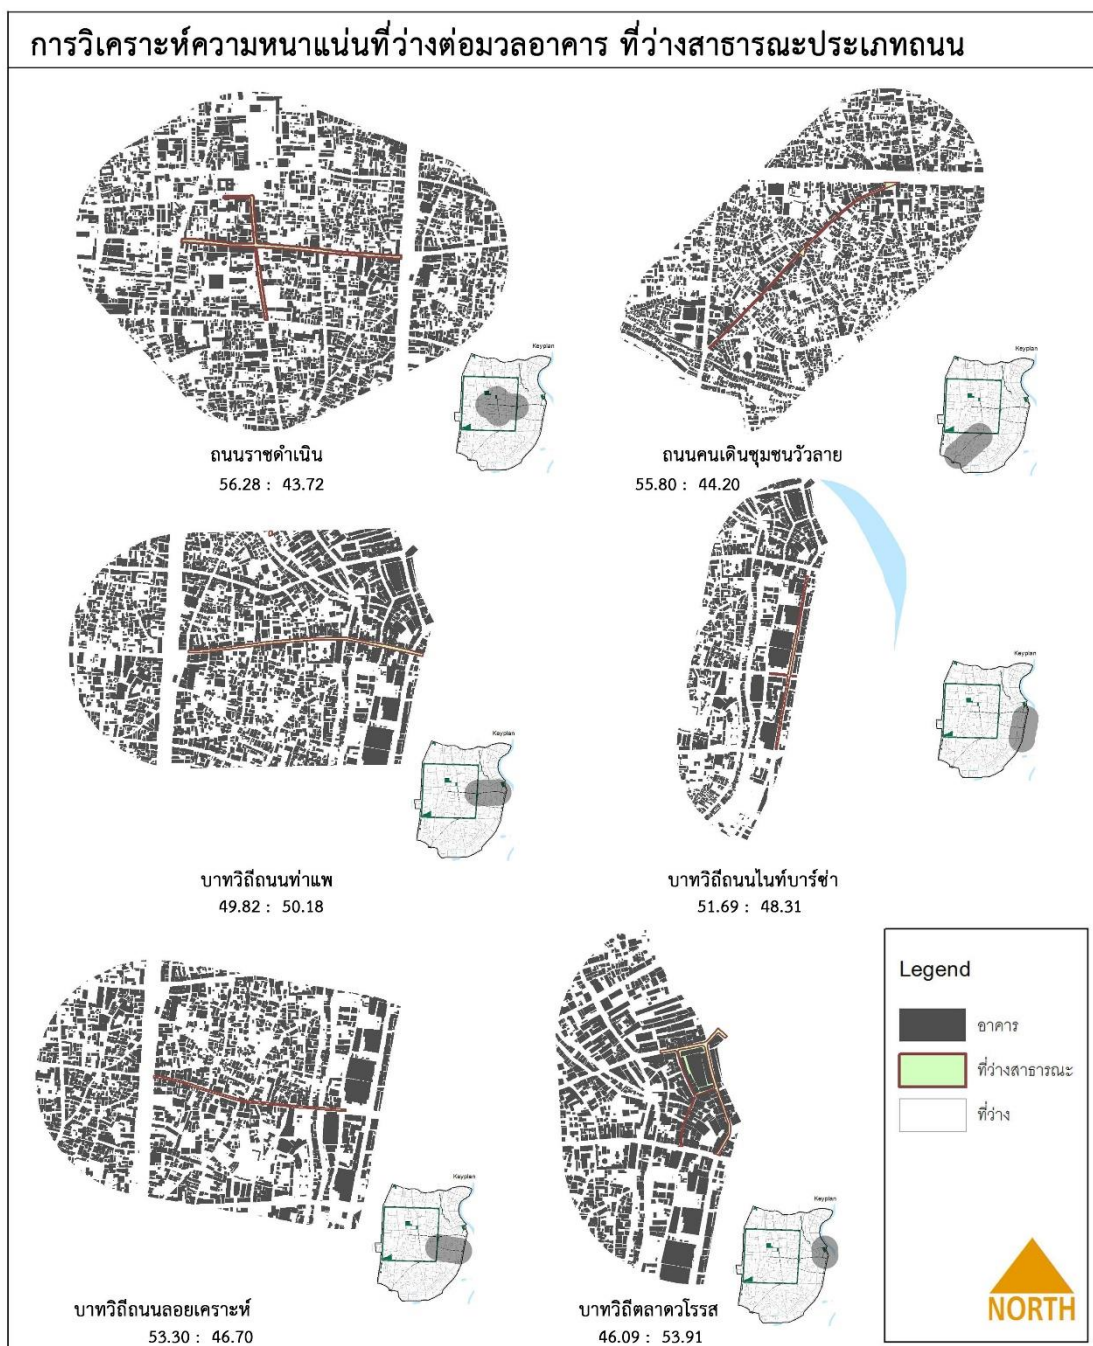 การวิเคราะห์ความหนาแน่นที่ว่างต่อมวลอาคาร ที่ว่างสาธารณะประเภทถนน
Keyplan
ถนนราชดำเนิน
56.28 : 43.72
Keyplan
ถนนคนเดินชุมชนวัวลาย
55.80 : 44.20
Keyplan
บาทวิถีถนนท่าแพ
49.82 : 50.18
Keyplan
บาทวิถีถนนไนท์บาร์ซ่า
51.69 : 48.31
Keyplan
บาทวิถีถนนลอยเคราะห์
53.30 : 46.70
Keyplan
บาทวิถีตลาดวโรรส
46.09 : 53.91
Legend
อาคาร
ที่ว่างสาธารณะ
ที่ว่าง
NORTH